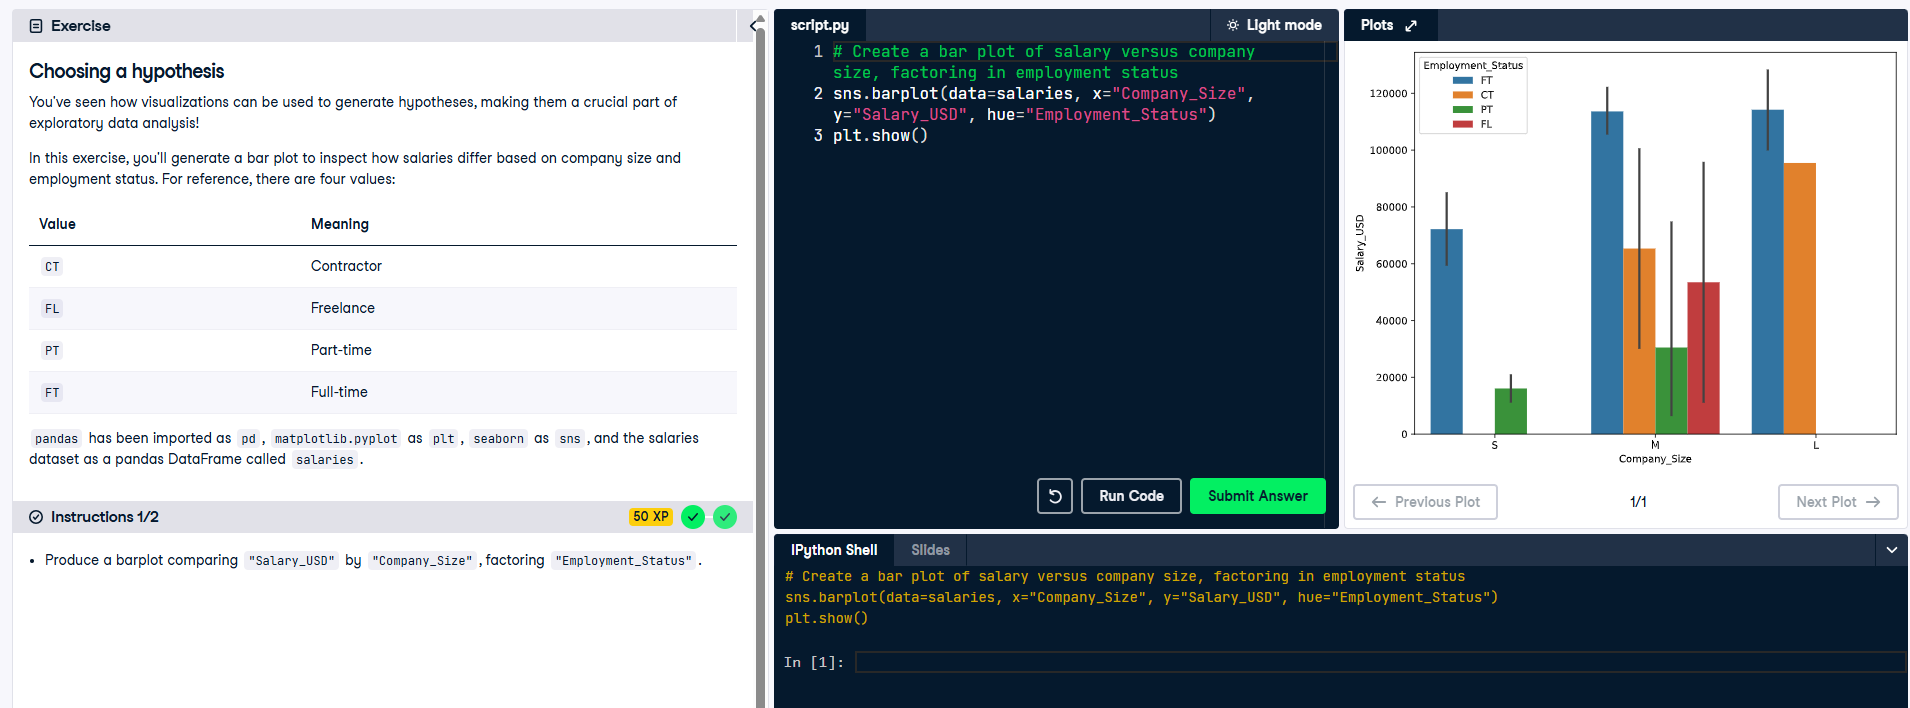 Exercise
Choosing a hypothesis
You've seen how visualizations can be used to generate hypotheses, making them a crucial part of
exploratory data analysis!
In this exercise, you'll generate a bar plot to inspect how salaries differ based on company size and
employment status. For reference, there are four values:
Value Meaning
CT Contractor
FL Freelance
PT Part-time
FT Full-time
pandas has been imported as pd, matplotlib.pyplot as plt, seaborn as sns, and the salaries
dataset as a pandas DataFrame called salaries.
Instructions 1/2 50 XP
• Produce a barplot comparing "Salary_USD" by "Company_Size", factoring "Employment_Status".
script.py Light mode
1 # Create a bar plot of salary versus company
size, factoring in employment status
2 sns.barplot(data=salaries, x="Company_Size",
y="Salary_USD", hue="Employment_Status")
3 plt.show()
Run Code Submit Answer
Plots
Employment_Status
FT
CT
PT
FL
120000
100000
80000
60000
40000
20000
0
Salary_USD
S M L
Company_Size
Previous Plot 1/1 Next Plot
IPython Shell Slides
# Create a bar plot of salary versus company size, factoring in employment status
sns.barplot(data=salaries, x="Company_Size", y="Salary_USD", hue="Employment_Status")
plt.show()
In [1]: